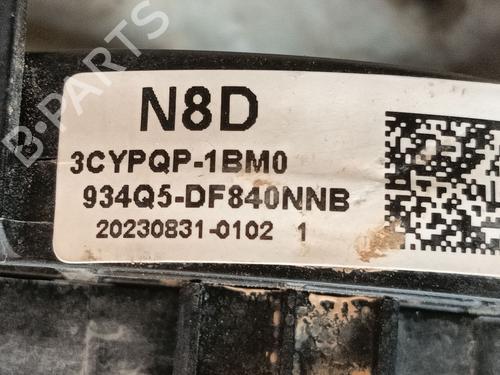 B-PARTS
N8D
3CYPQP-1BM0
934Q5-DF840NNB
20230831-0102 1